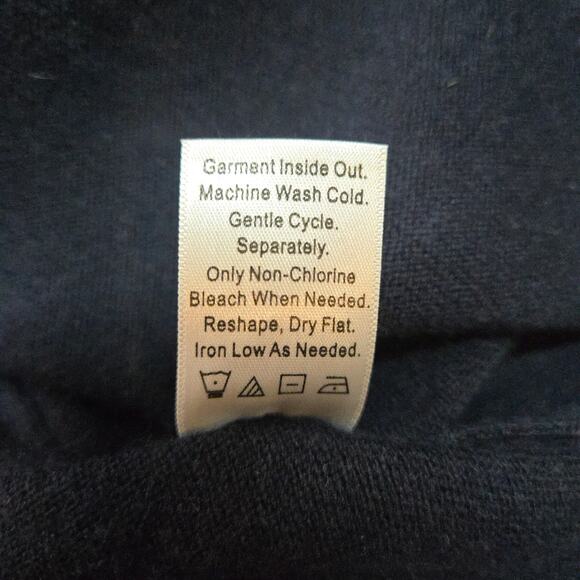 Garment Inside Out.
Machine Wash Cold.
Gentle Cycle.
Separately.
Only Non-Chlorine
Bleach When Needed.
Reshape, Dry Flat.
Iron Low As Needed.